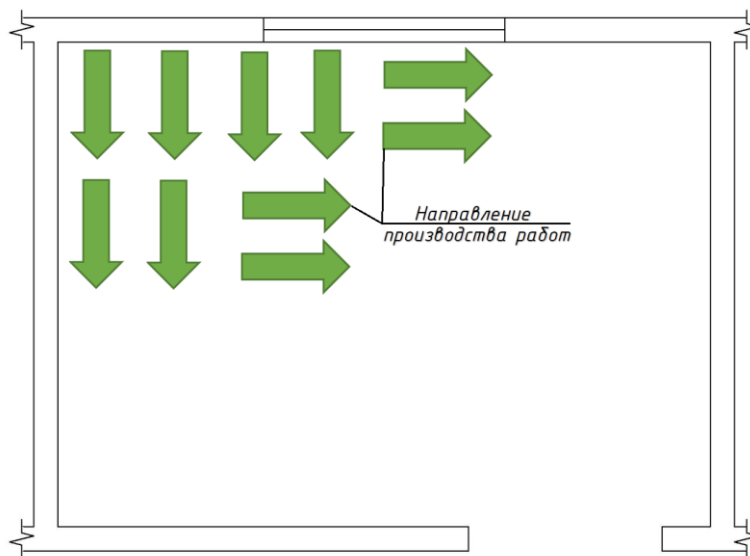 Направление
производства работ